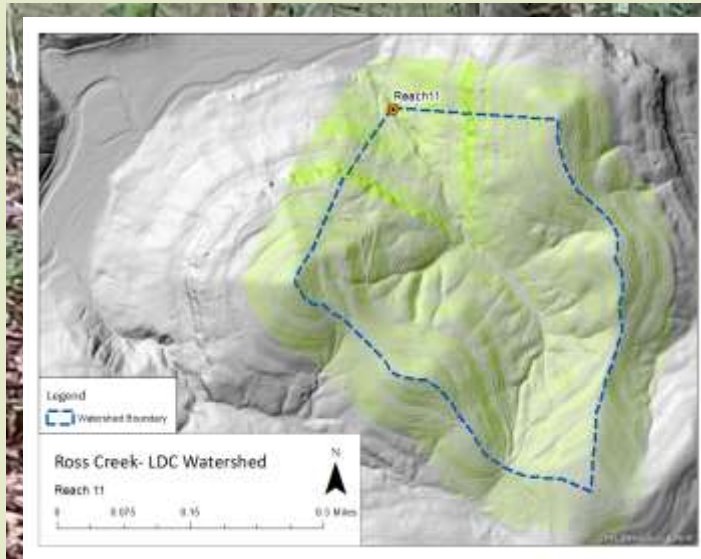 Reach11
Legend
Watershed Boundary
Ross Creek- LDC Watershed
Reach 11
N
0 0.075 0.15 0.3 Miles